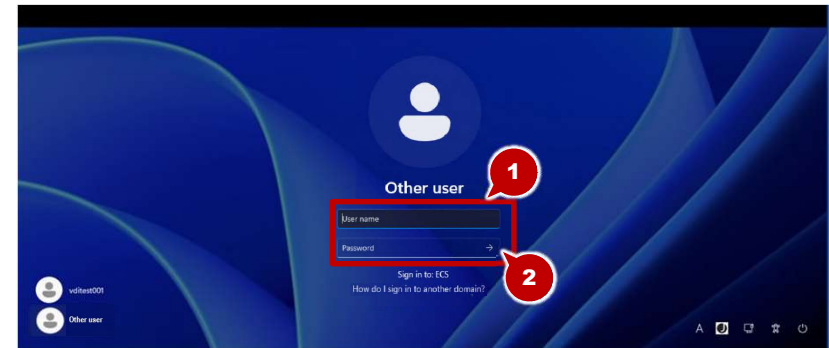 1
Other user
User name
Password
2
Sign in to: ECS
How do I sign in to another domain?
vditest001
Other user
A